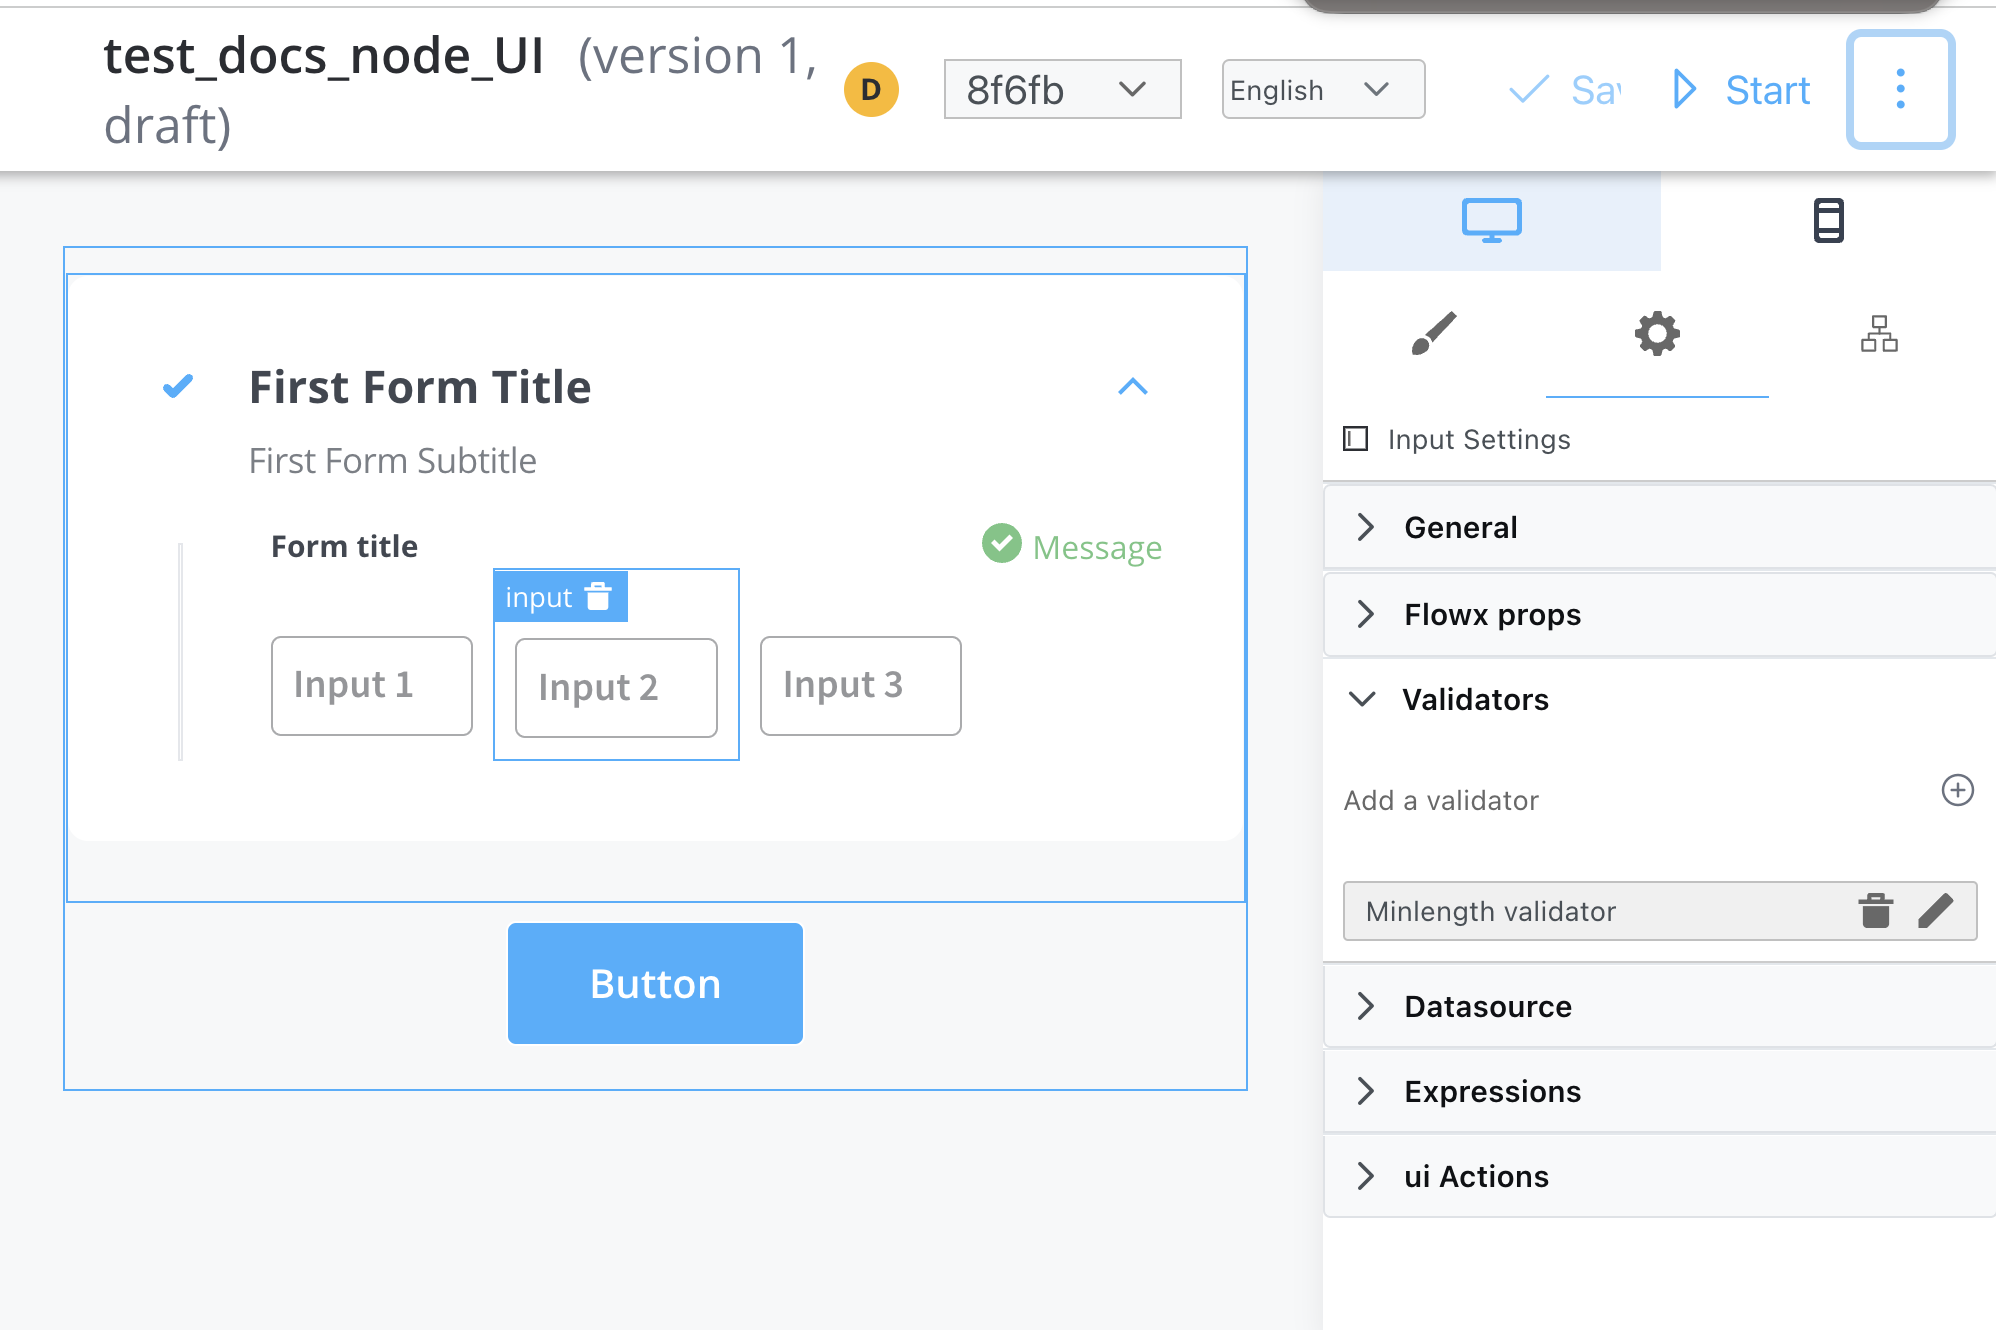 test_docs_node_UI (version 1,
draft)
D
8f6fb
English
Start
First Form Title
First Form Subtitle
Form title
Message
input
Input 1
Input 2
Input 3
Button
Input Settings
General
Flowx props
Validators
Add a validator
Minlength validator
Datasource
Expressions
ui Actions